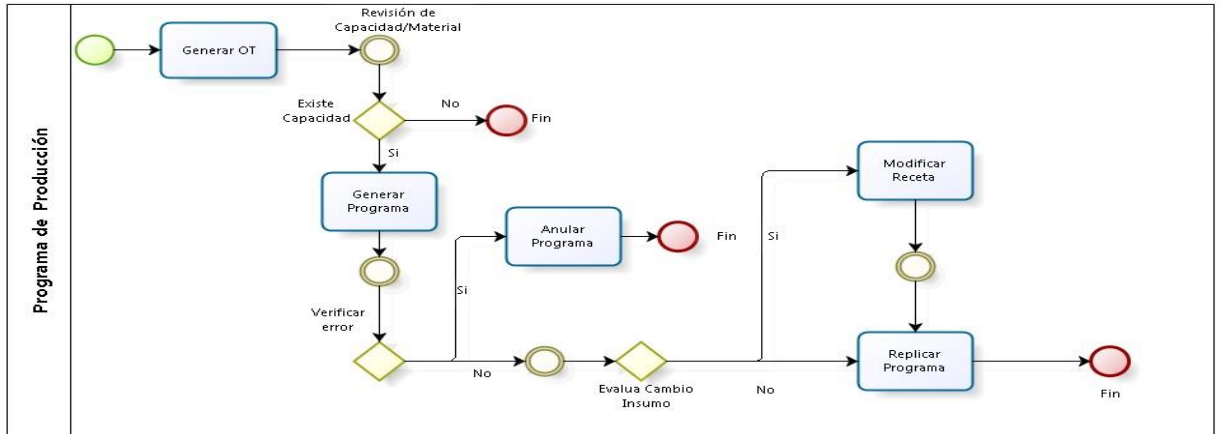 Programa de Producción
Revisión de
Capacidad/Material
Generar OT
Existe
Capacidad
No
Fin
Si
Generar
Programa
Modificar
Receta
Anular
Programa
Fin
Si
Si
Verificar
error
No
Evalua Cambio
Insumo
No
Replicar
Programa
Fin